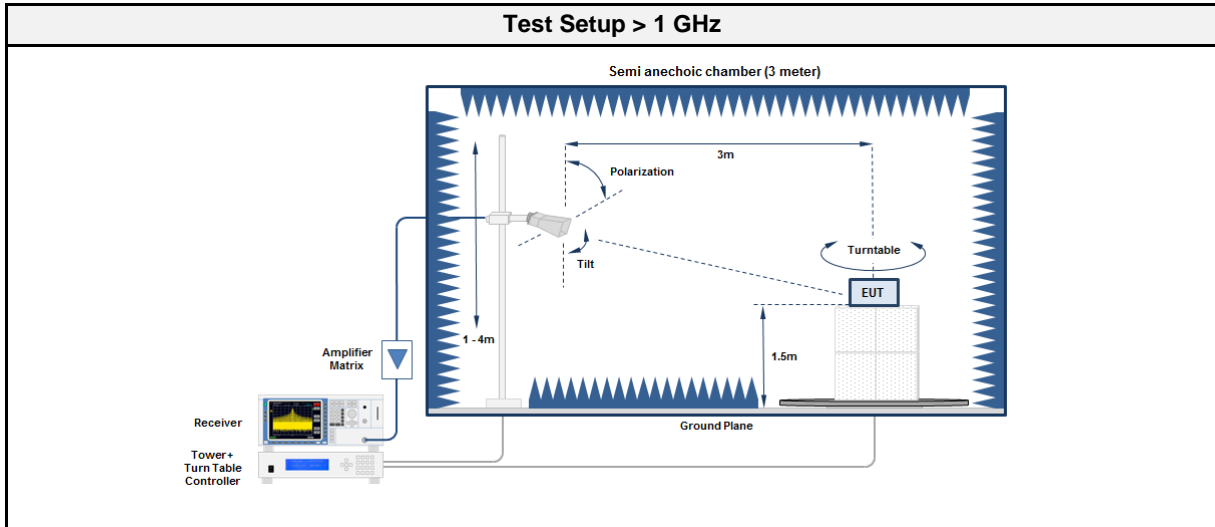 Test Setup > 1 GHz
Semi anechoic chamber (3 meter)
3m
Polarization
Turntable
Tilt
EUT
1 - 4m
1.5m
Amplifier
Matrix
Receiver
Ground Plane
Tower+
Turn Table
Controller